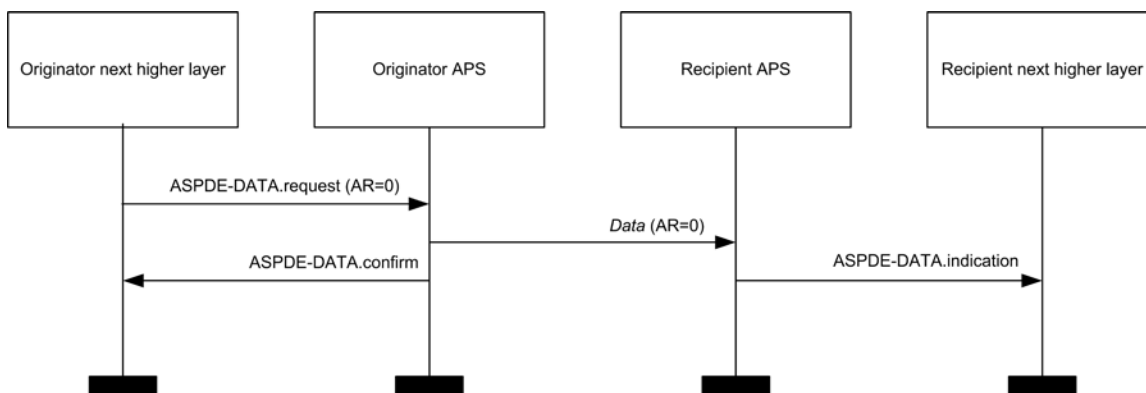 Originator next higher layer
Originator APS
Recipient APS
Recipient next higher layer
ASPDE-DATA.request (AR=0)
Data (AR=0)
ASPDE-DATA.confirm
ASPDE-DATA.indication